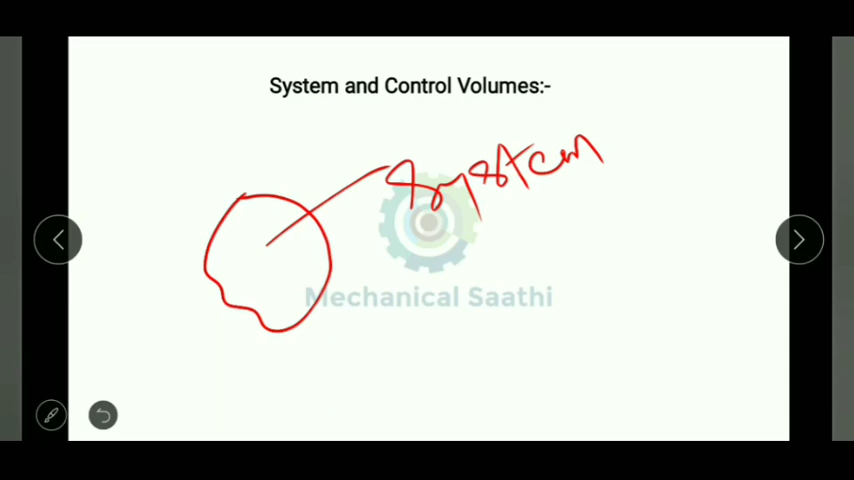 System and Control Volumes:-
System
Mechanical Saathi